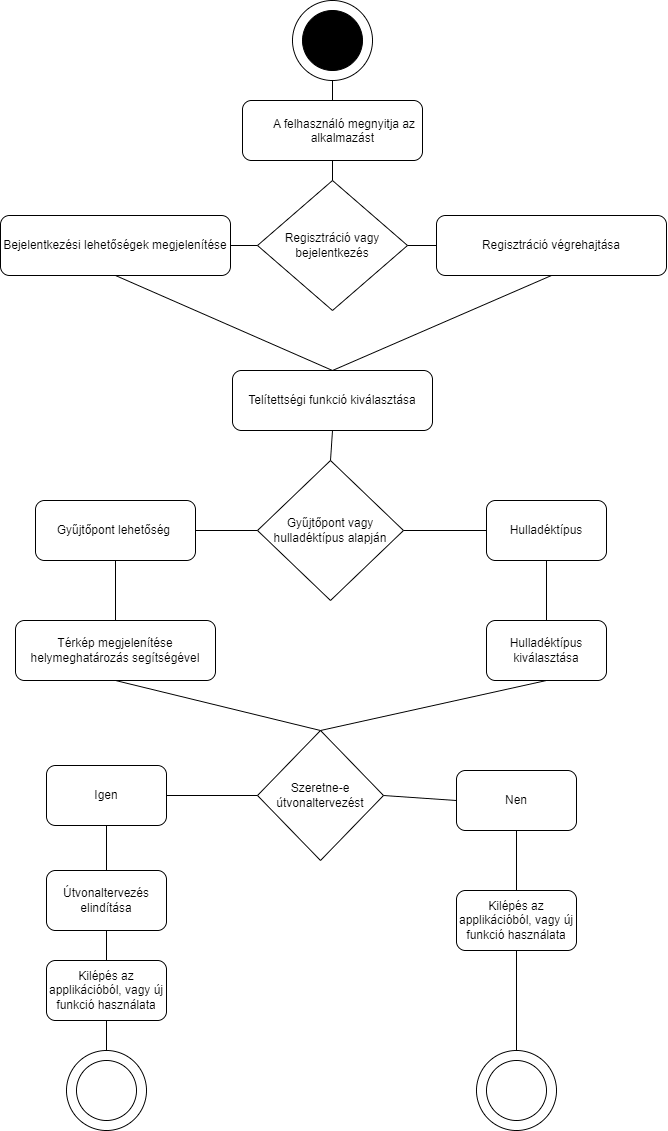 A felhasználó megnyitja az
alkalmazást
Bejelentkezési lehetőségek megjelenítése
Regisztráció vagy
bejelentkezés
Regisztráció végrehajtása
Telítettségi funkció kiválasztása
Gyűjtőpont lehetőség
Gyűjtőpont vagy
hulladéktípus alapján
Hulladéktípus
Térkép megjelenítése
helymeghatározás segítségével
Hulladéktípus
kiválasztása
Igen
Szeretne-e
útvonaltervezést
Nen
Útvonaltervezés
elindítása
Kilépés az
applikációból, vagy új
funkció használata
Kilépés az
applikációból, vagy új
funkció használata